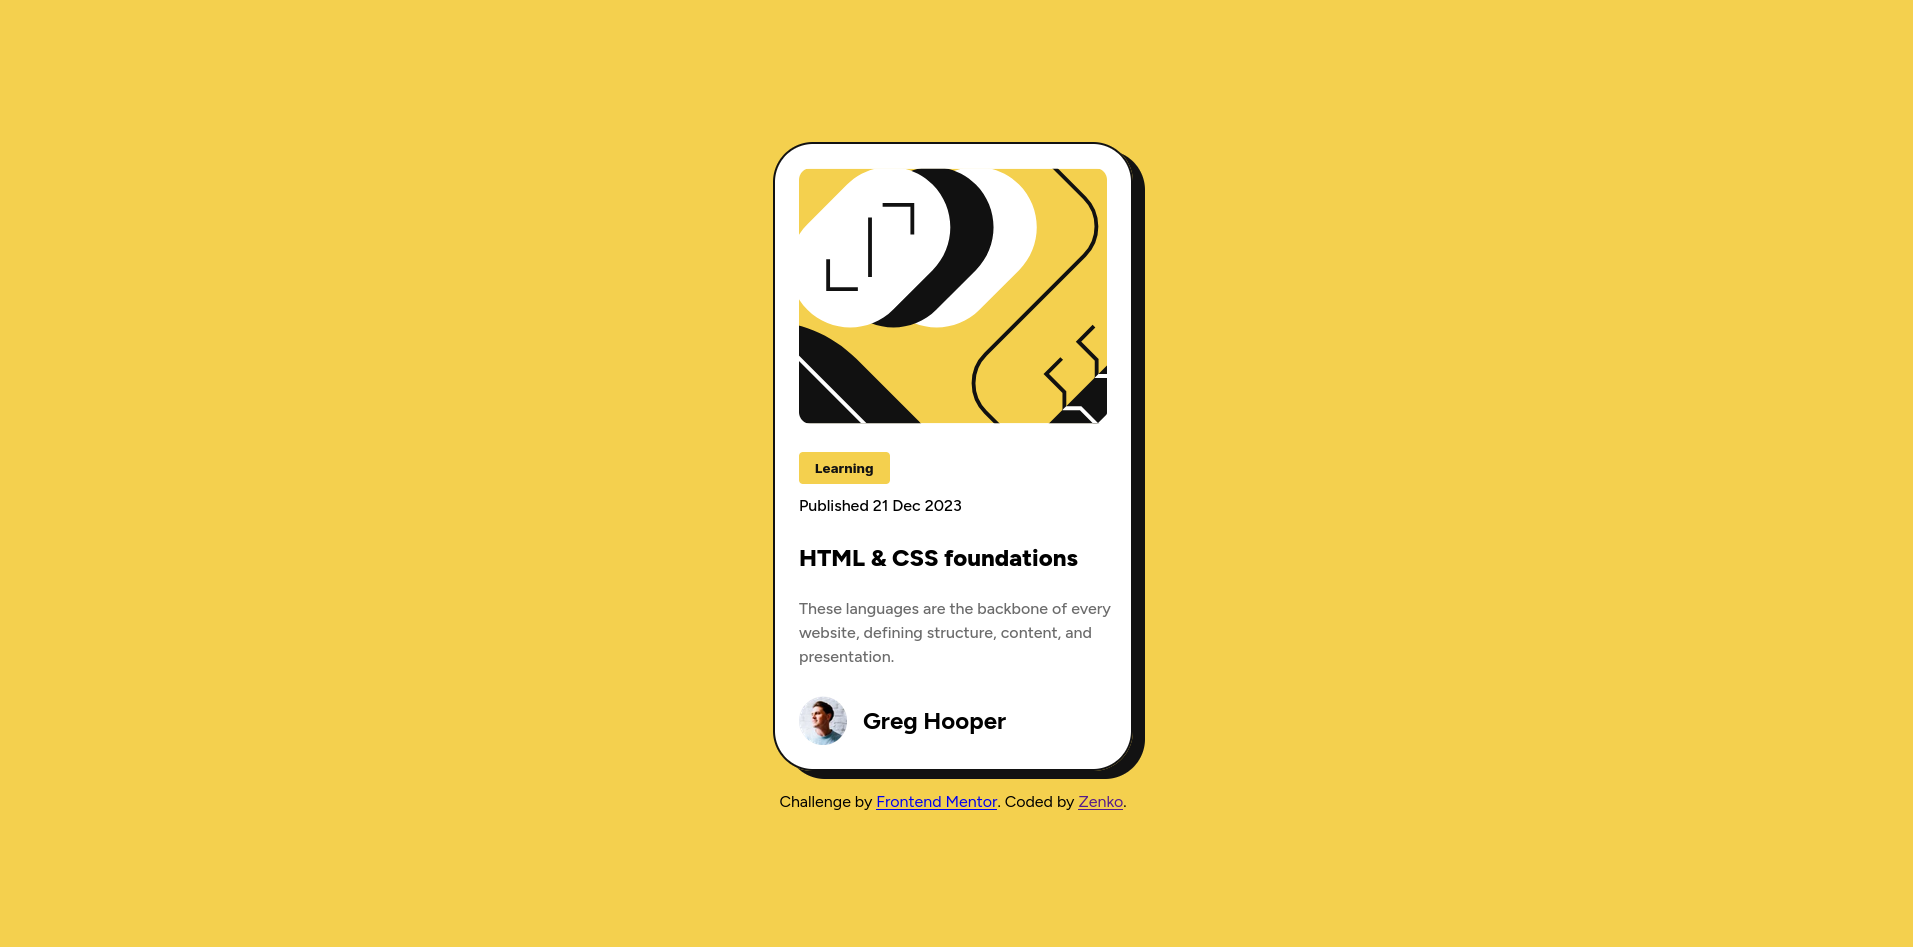 Learning
Published 21 Dec 2023
HTML & CSS foundations
These languages are the backbone of every
website, defining structure, content, and
presentation.
Greg Hooper
Challenge by Frontend Mentor. Coded by Zenko.